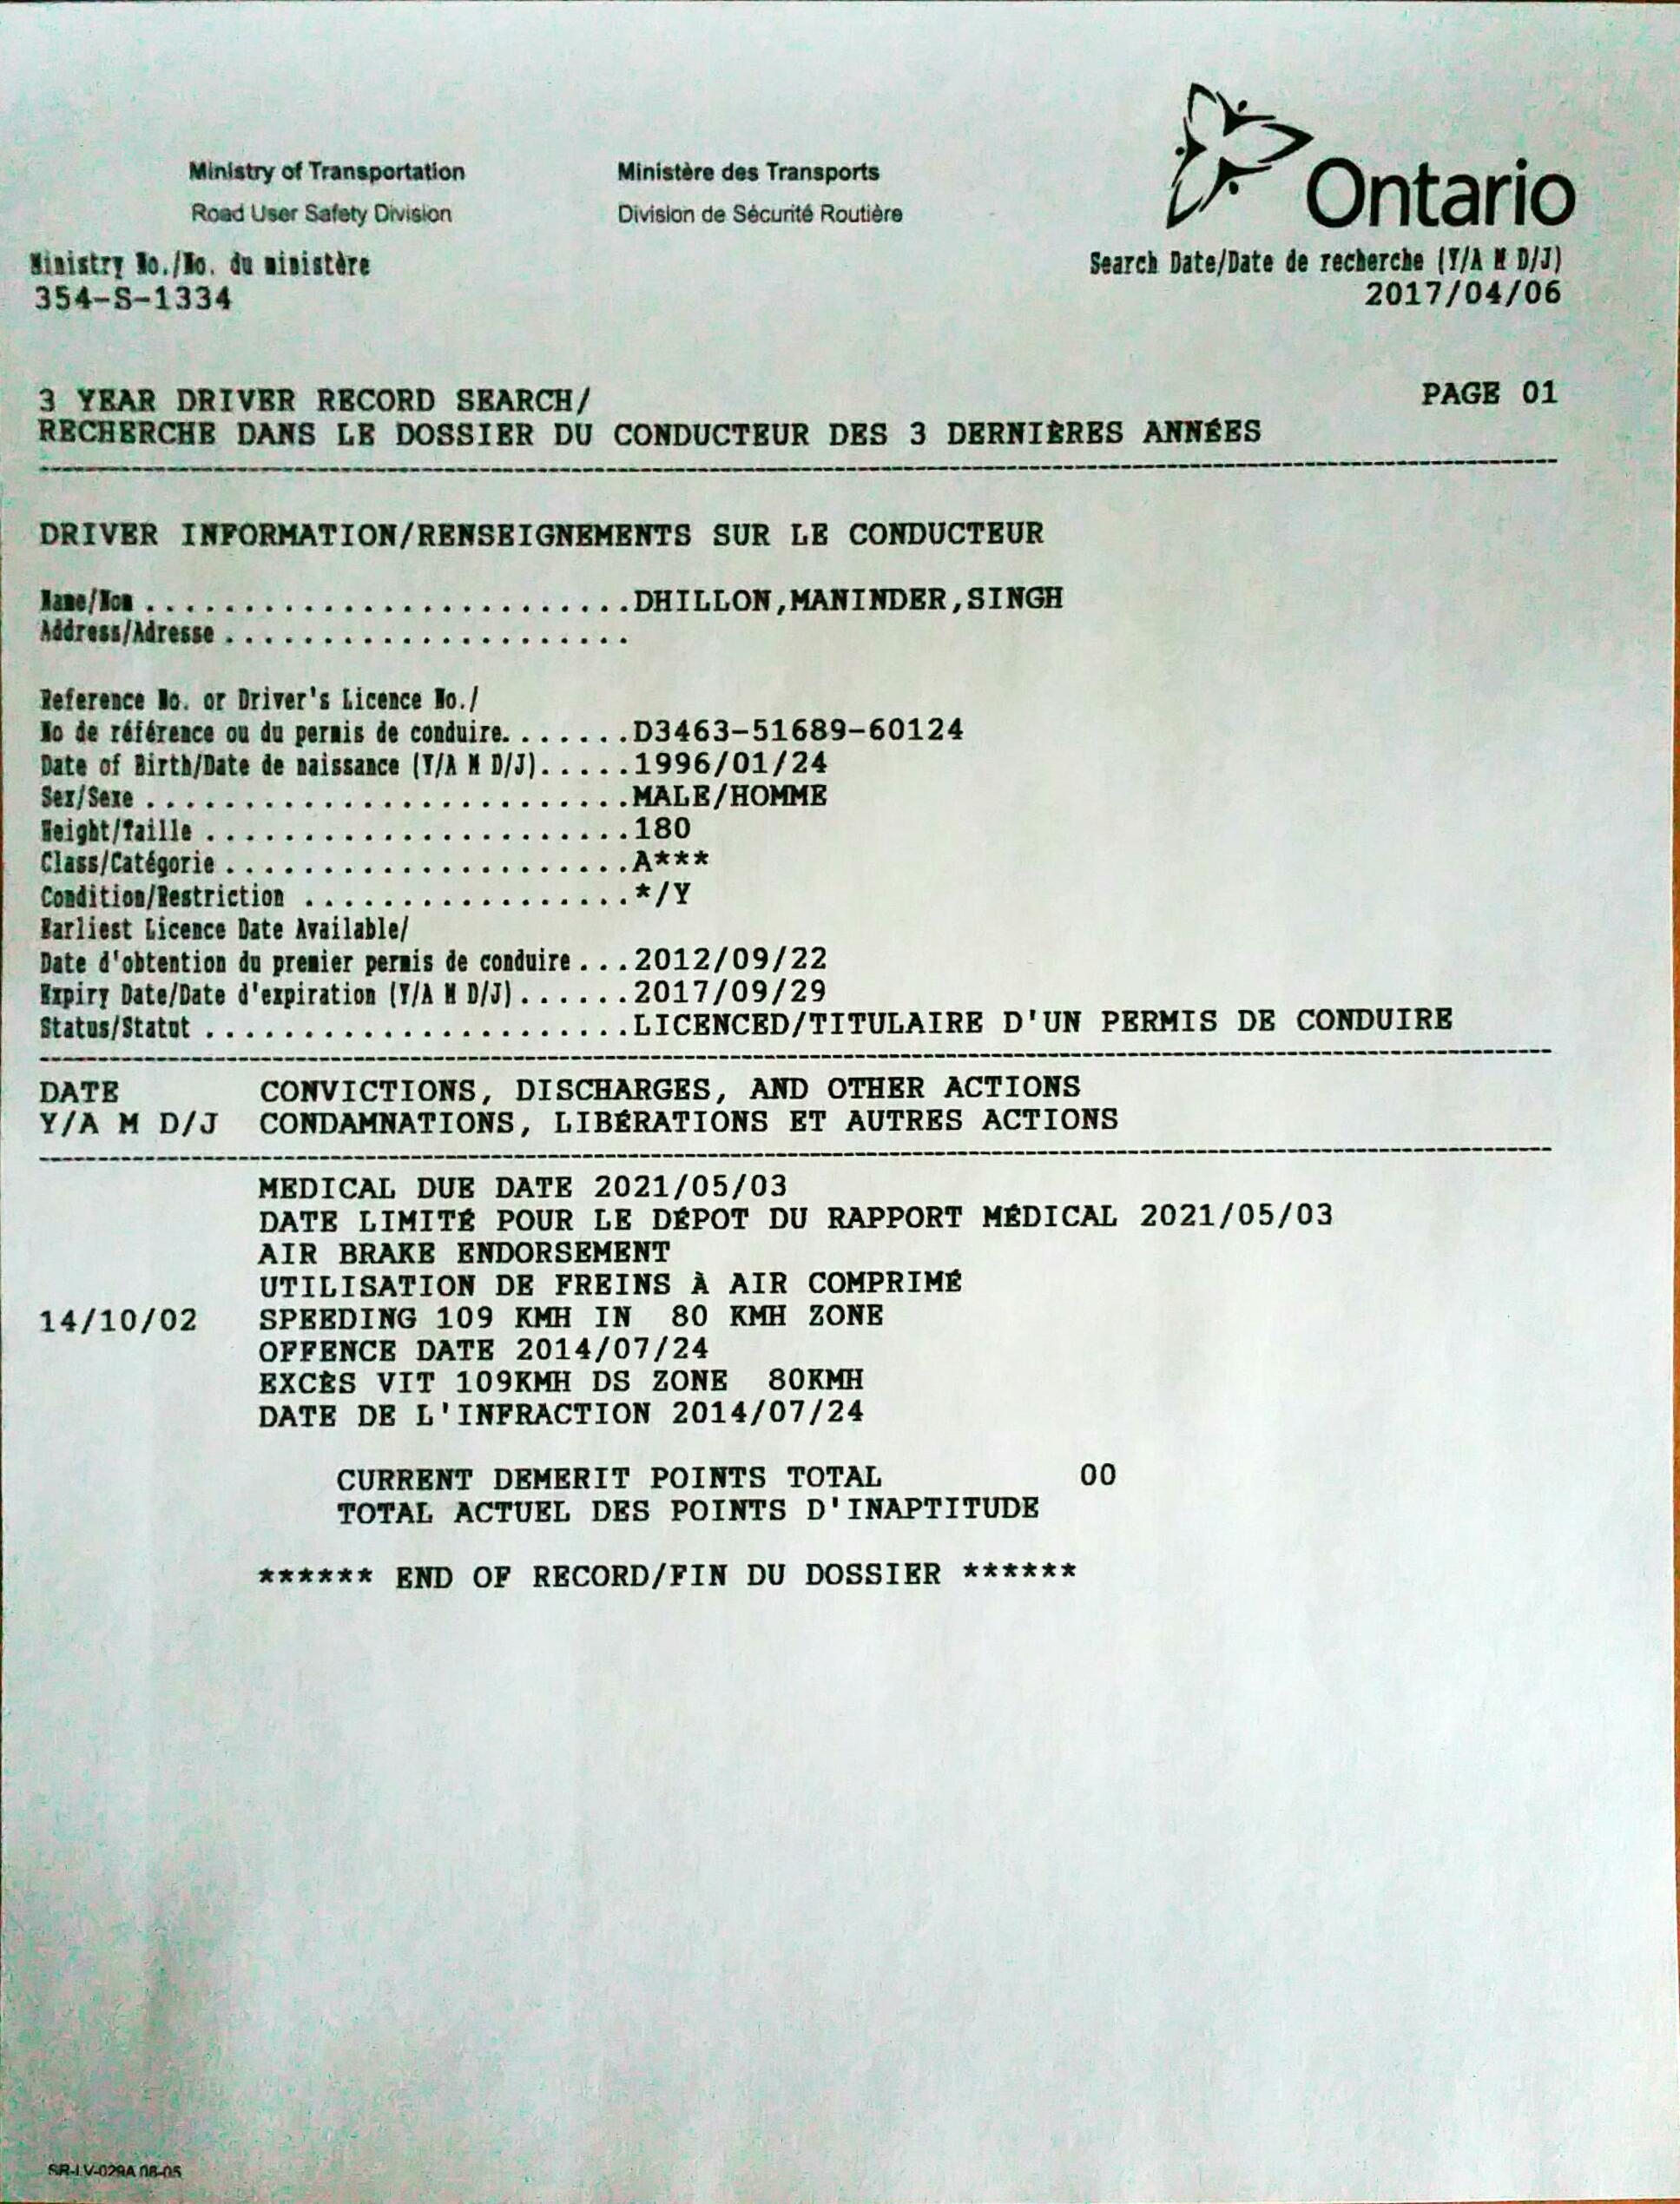 Ministry of Transportation
Road User Safety Division
Ministère des Transports
Division de Sécurité Routière
Ontario
Ministry No./No. du ministère
354-S-1334
Search Date/Date de recherche (Y/A M D/J)
2017/04/06
3 YEAR DRIVER RECORD SEARCH/
PAGE 01
RECHERCHE DANS LE DOSSIER DU CONDUCTEUR DES 3 DERNIÈRES ANNÉES
DRIVER INFORMATION/RENSEIGNEMENTS SUR LE CONDUCTEUR
Name/Nom .........................DHILLON,MANINDER,SINGH
Address/Adresse .....................
Reference No. or Driver's Licence No./
No de référence ou du permis de conduire.......D3463-51689-60124
Date of Birth/Date de naissance (Y/A M D/J).....1996/01/24
Sex/Sexe .........................MALE/HOMME
Height/Taille ......................180
Class/Catégorie .....................A***
Condition/Restriction .................*/Y
Earliest Licence Date Available/
Date d'obtention du premier permis de conduire ...2012/09/22
Expiry Date/Date d'expiration (Y/A M D/J)......2017/09/29
Status/Statut ......................LICENCED/TITULAIRE D'UN PERMIS DE CONDUIRE
DATE CONVICTIONS, DISCHARGES, AND OTHER ACTIONS
Y/A M D/J CONDAMNATIONS, LIBÉRATIONS ET AUTRES ACTIONS
MEDICAL DUE DATE 2021/05/03
DATE LIMITÉ POUR LE DÉPOT DU RAPPORT MÉDICAL 2021/05/03
AIR BRAKE ENDORSEMENT
UTILISATION DE FREINS À AIR COMPRIMÉ
14/10/02 SPEEDING 109 KMH IN 80 KMH ZONE
OFFENCE DATE 2014/07/24
EXCÈS VIT 109KMH DS ZONE 80KMH
DATE DE L'INFRACTION 2014/07/24
CURRENT DEMERIT POINTS TOTAL 00
TOTAL ACTUEL DES POINTS D'INAPTITUDE
****** END OF RECORD/FIN DU DOSSIER ******
SR-LV-029A 08-05